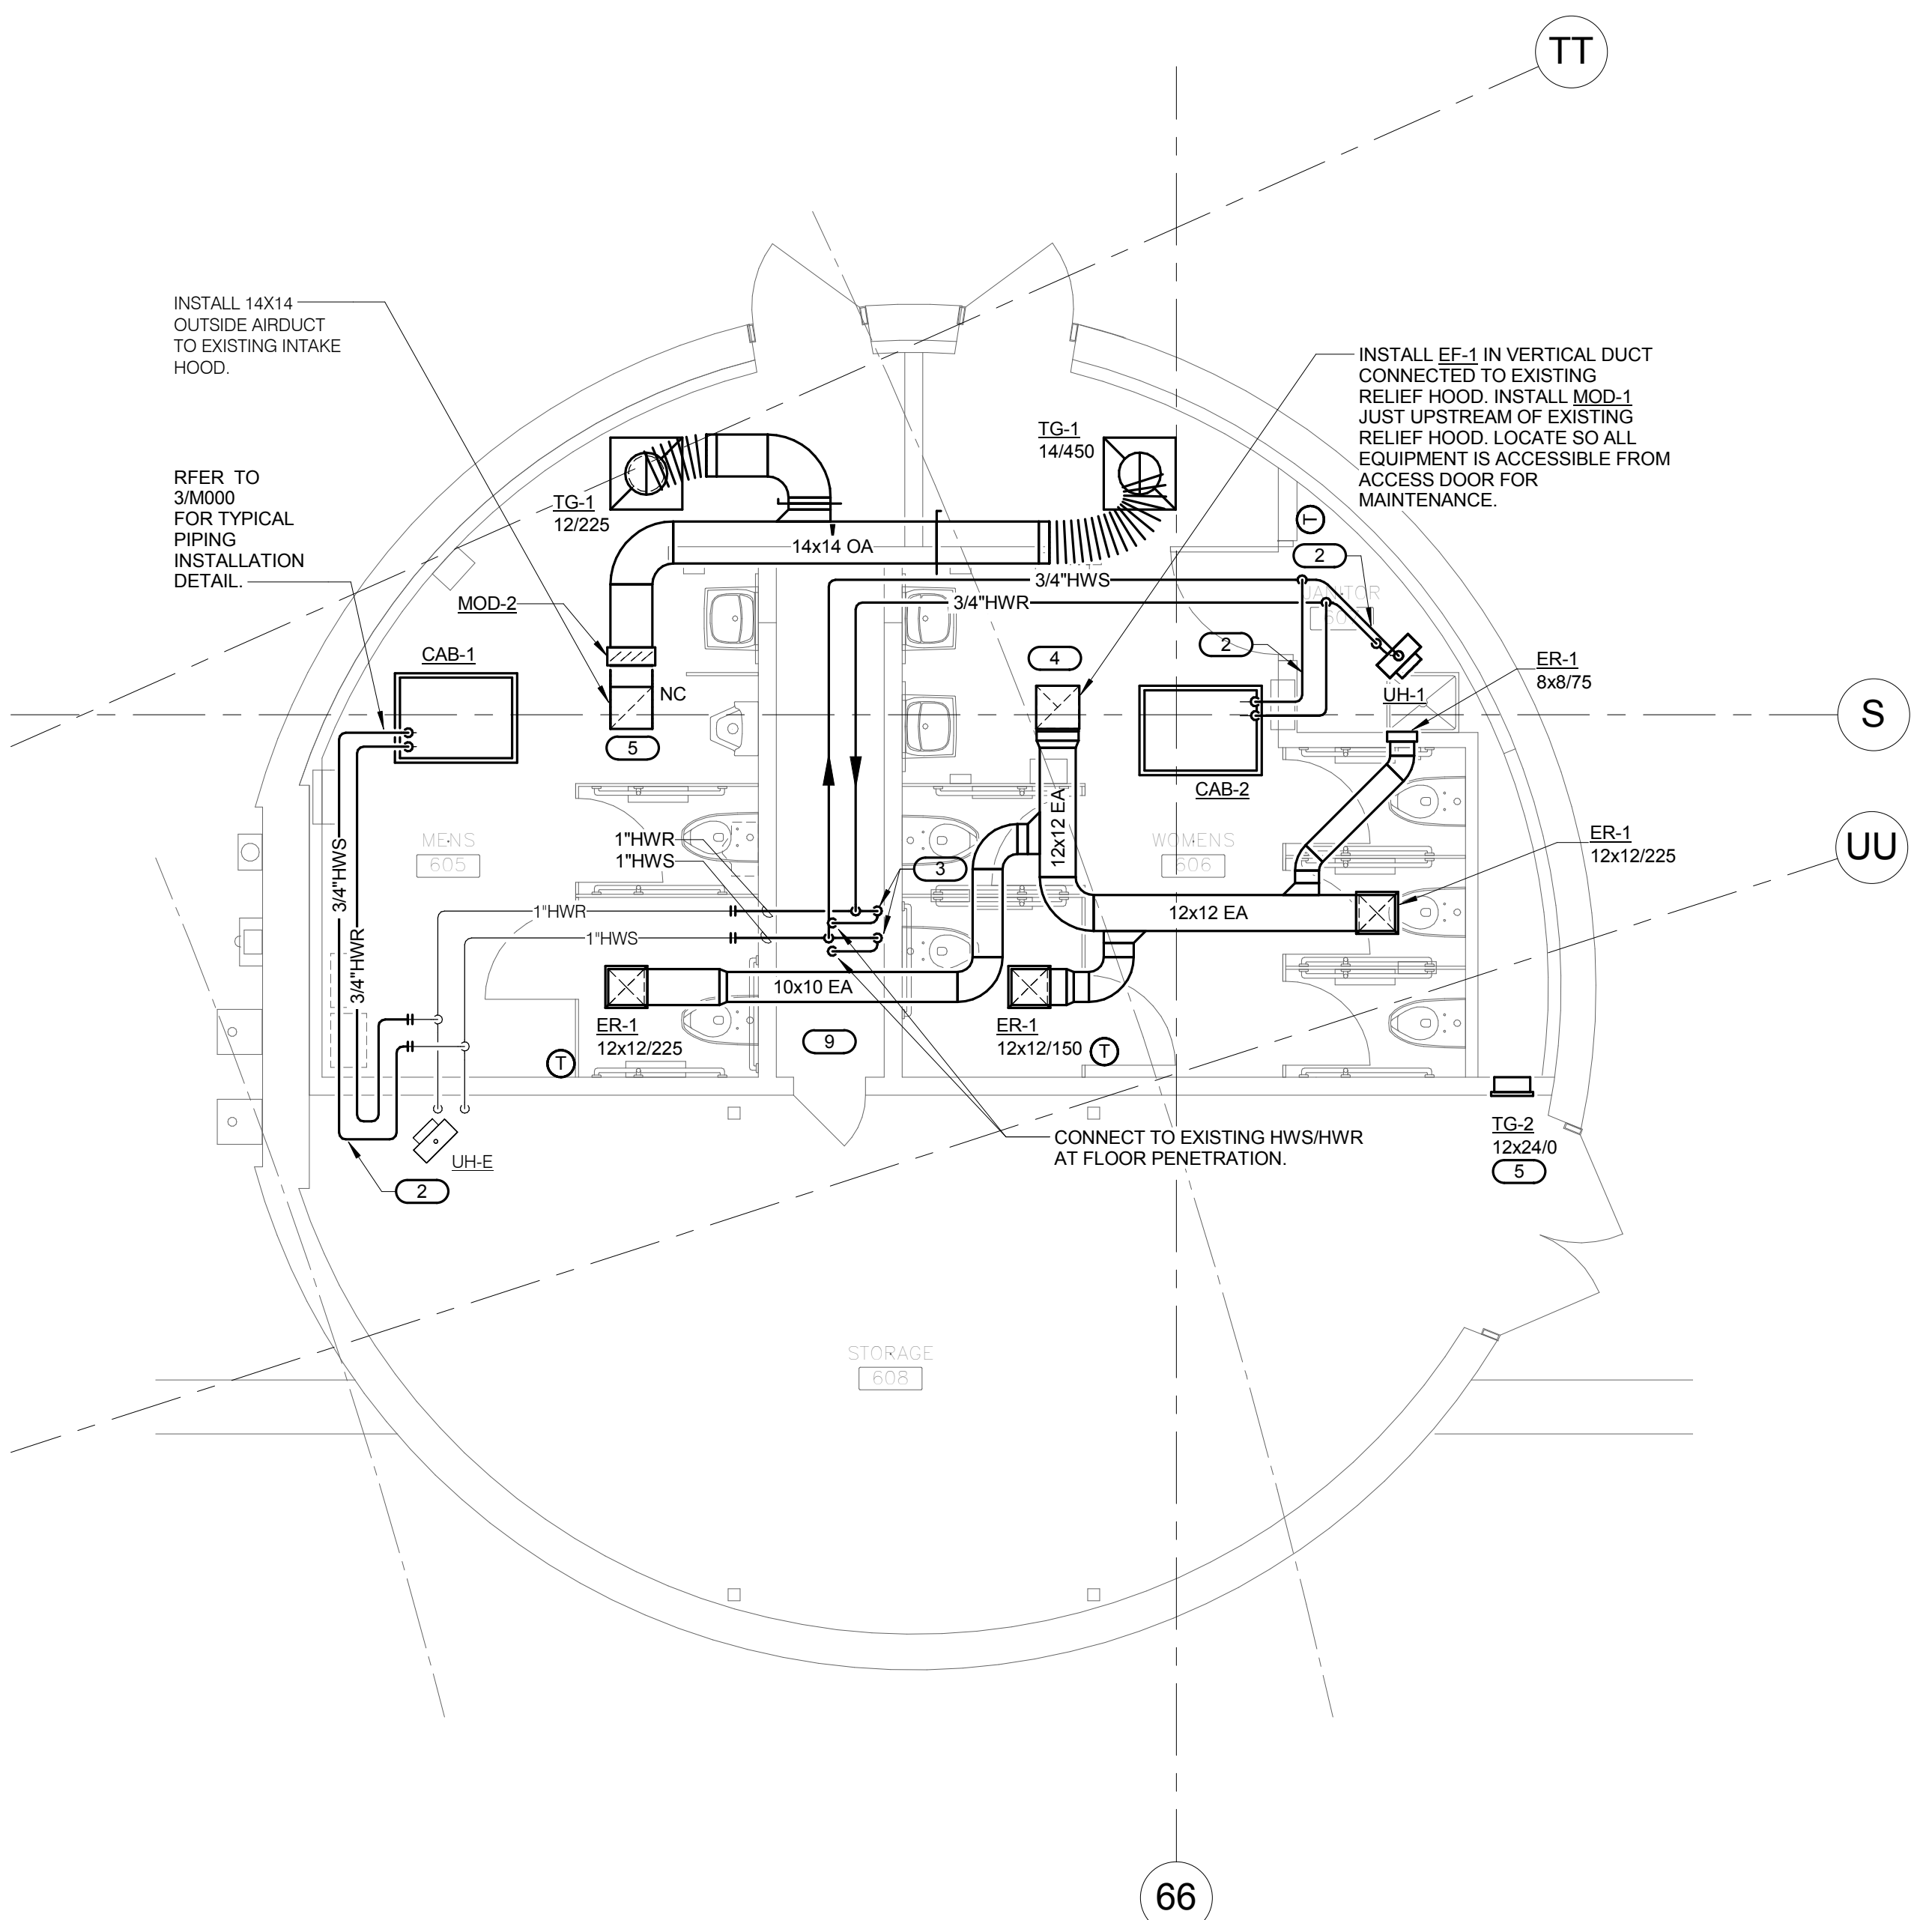 TT
INSTALL 14X14
OUTSIDE AIRDUCT
TO EXISTING INTAKE
HOOD.
INSTALL EF-1 IN VERTICAL DUCT
CONNECTED TO EXISTING
RELIEF HOOD. INSTALL MOD-1
JUST UPSTREAM OF EXISTING
RELIEF HOOD. LOCATE SO ALL
EQUIPMENT IS ACCESSIBLE FROM
ACCESS DOOR FOR
MAINTENANCE.
TG-1
14/450
RFER TO
3/M000
FOR TYPICAL
PIPING
INSTALLATION
DETAIL.
TG-1
12/225
T
14x14 OA
2
3/4"HWS
3/4"HWR
JANITOR
MOD-2
2
CAB-1
4
NC
UH-1
ER-1
8x8/75
S
5
CAB-2
12x12 EA
3/4"HWS
3/4"HWR
MENS
605
1"HWR
1"HWS
3
WOMENS
606
ER-1
12x12/225
UU
1"HWR
1"HWS
12x12 EA
10x10 EA
ER-1
12x12/225
9
ER-1
12x12/150
T
T
UH-E
2
CONNECT TO EXISTING HWS/HWR
AT FLOOR PENETRATION.
TG-2
12x24/0
5
STORAGE
608
66